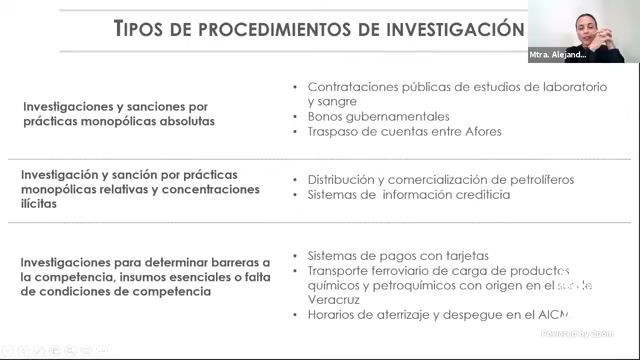 TIPOS DE PROCEDIMIENTOS DE INVESTIGACIÓN
Mtra. Alejand...
Investigaciones y sanciones por
prácticas monopólicas absolutas
• Contrataciones públicas de estudios de laboratorio
y sangre
• Bonos gubernamentales
• Traspaso de cuentas entre Afores
Investigación y sanción por prácticas
monopólicas relativas y concentraciones
ilícitas
• Distribución y comercialización de petrolíferos
• Sistemas de información crediticia
Investigaciones para determinar barreras a
la competencia, insumos esenciales o falta
de condiciones de competencia
• Sistemas de pagos con tarjetas
• Transporte ferroviario de carga de productos
químicos y petroquímicos con origen en el sur de
Veracruz
• Horarios de aterrizaje y despegue en el AICM
Powered by Zoom